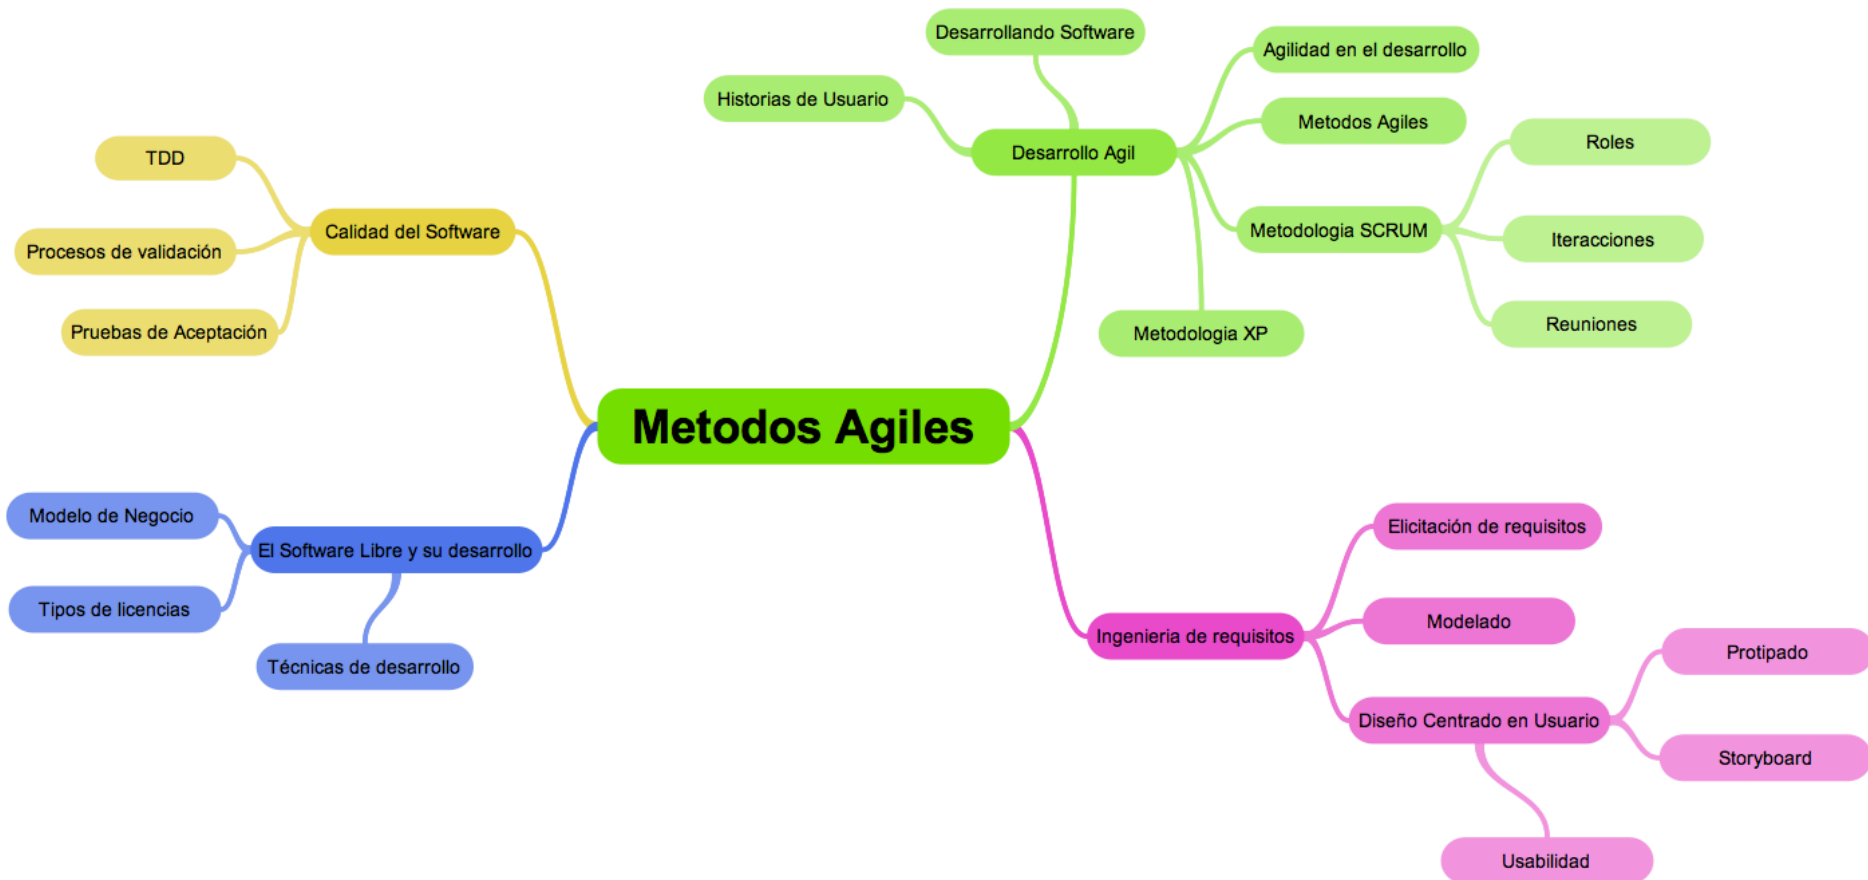 Metodos Agiles
Desarrollo Agil
Desarrollando Software
Historias de Usuario
Agilidad en el desarrollo
Metodos Agiles
Metodologia SCRUM
Roles
Iteracciones
Reuniones
Metodologia XP
Calidad del Software
TDD
Procesos de validación
Pruebas de Aceptación
El Software Libre y su desarrollo
Modelo de Negocio
Tipos de licencias
Técnicas de desarrollo
Ingenieria de requisitos
Elicitación de requisitos
Modelado
Diseño Centrado en Usuario
Protipado
Storyboard
Usabilidad